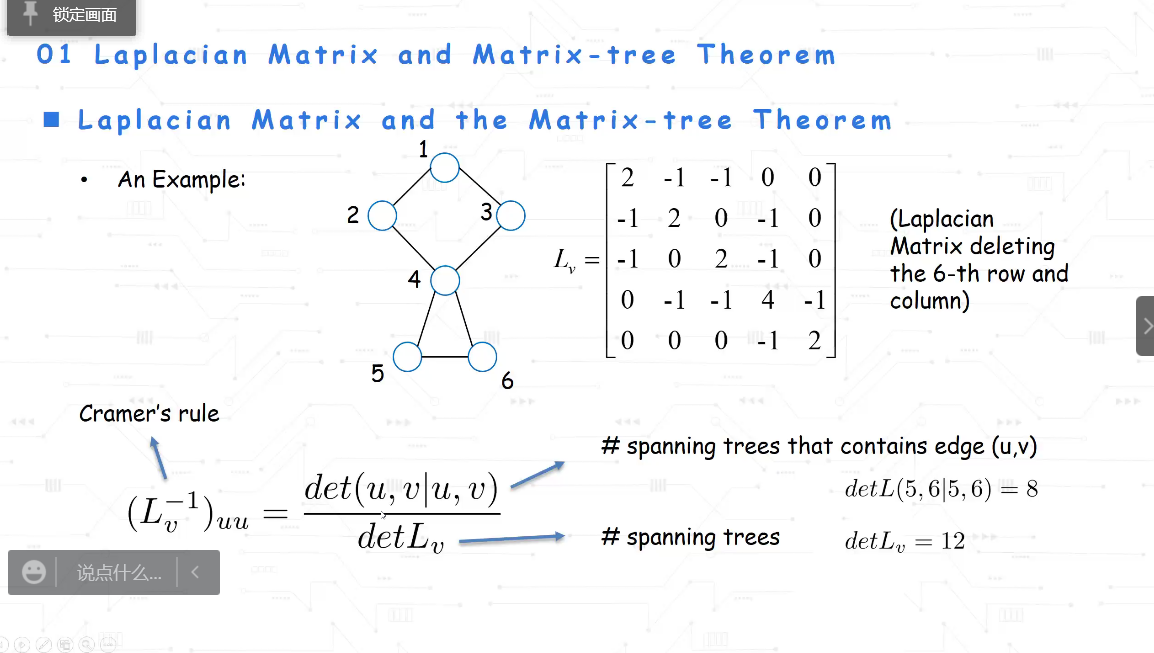 锁定画面
01 Laplacian Matrix and Matrix-tree Theorem
■ Laplacian Matrix and the Matrix-tree Theorem
• An Example:
1
2
3
4
5
6
L_v =
2 -1 -1 0 0
-1 2 0 -1 0
-1 0 2 -1 0
0 -1 -1 4 -1
0 0 0 -1 2
(Laplacian
Matrix deleting
the 6-th row and
column)
Cramer's rule
(L_v^{-1})_{uu} = \frac{det(u, v|u, v)}{detL_v}
# spanning trees that contains edge (u,v)
detL(5, 6|5, 6) = 8
# spanning trees
detL_v = 12
说点什么...